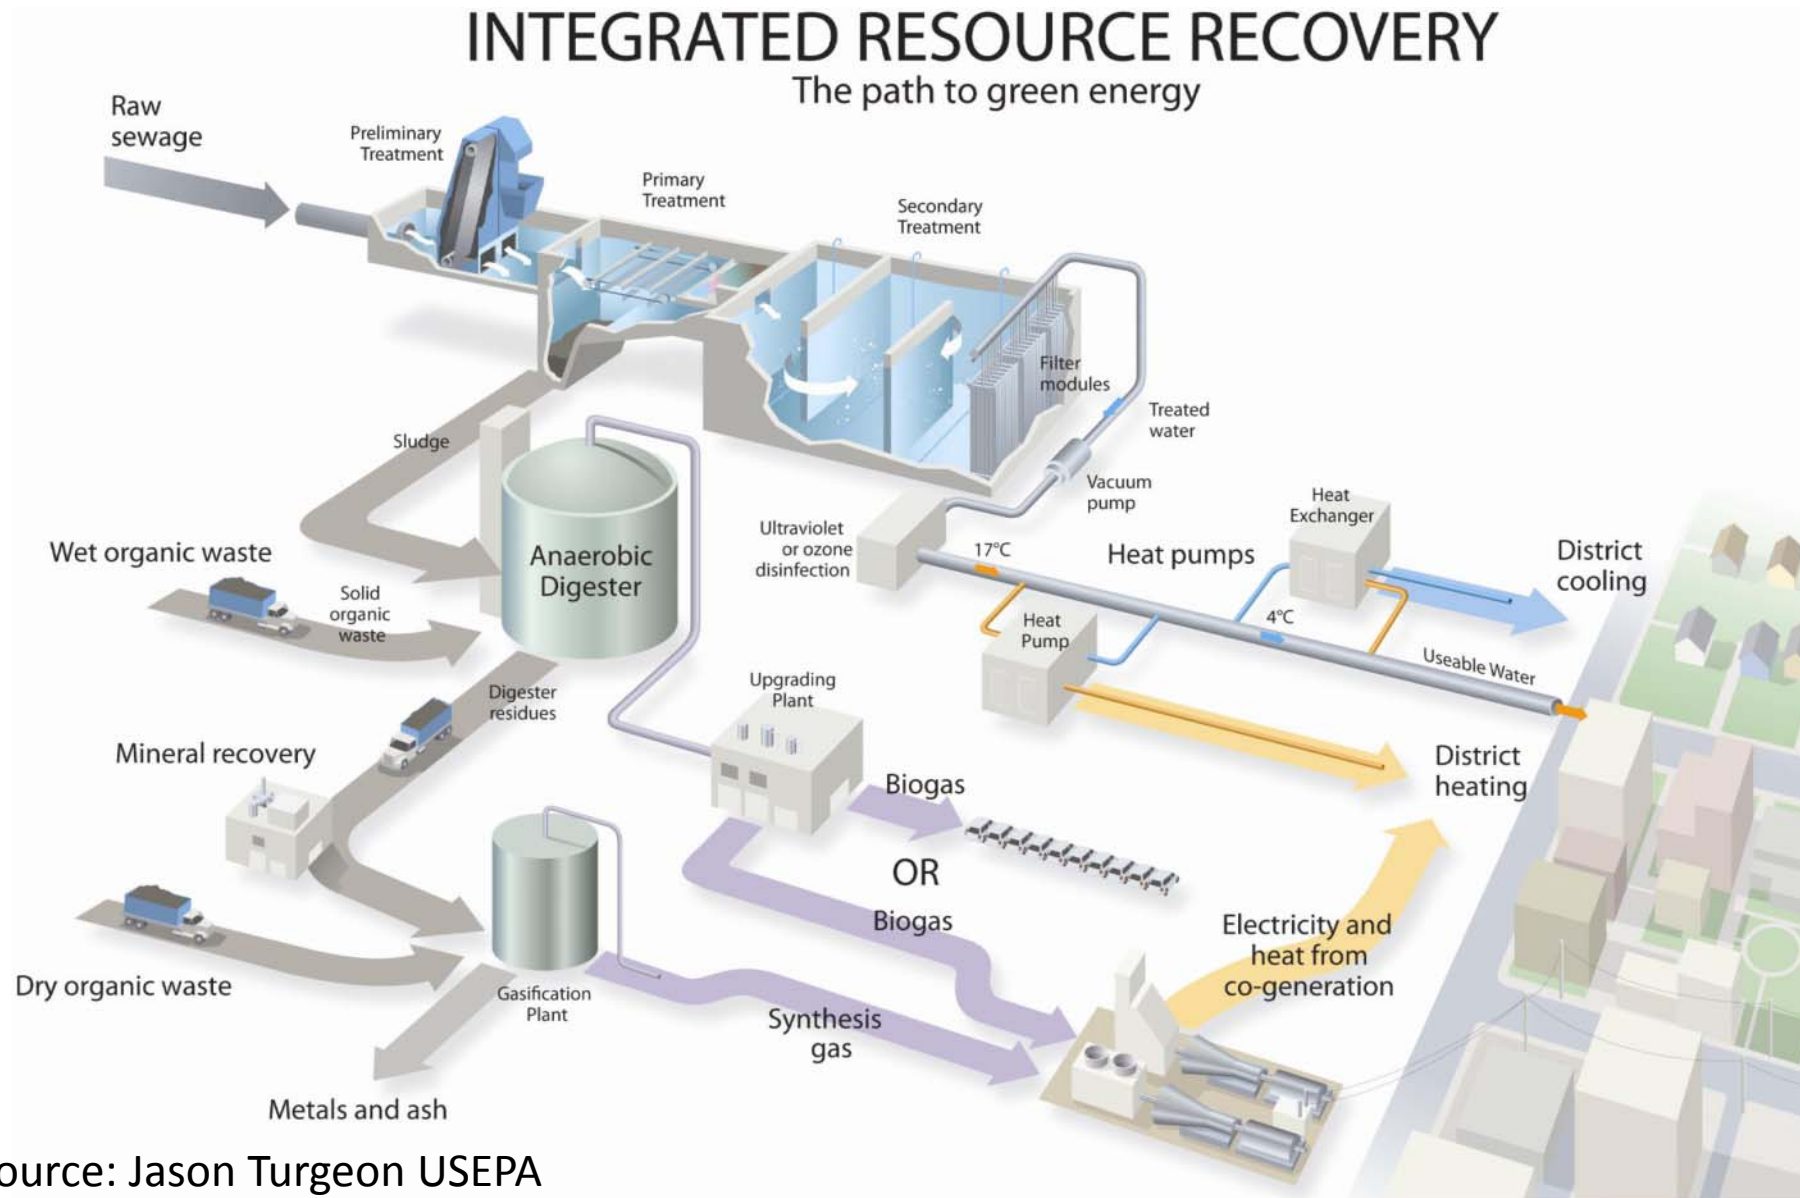 INTEGRATED RESOURCE RECOVERY
The path to green energy
Raw
sewage
Preliminary
Treatment
Primary
Treatment
Secondary
Treatment
Filter
modules
Treated
water
Vacuum
pump
Sludge
Ultraviolet
or ozone
disinfection
17°C
Heat pumps
Heat
Exchanger
District
cooling
Wet organic waste
Solid
organic
waste
Anaerobic
Digester
Heat
Pump
4°C
Useable Water
Digester
residues
Upgrading
Plant
Mineral recovery
Biogas
OR
Biogas
District
heating
Electricity and
heat from
co-generation
Dry organic waste
Gasification
Plant
Synthesis
gas
Metals and ash
ource: Jason Turgeon USEPA